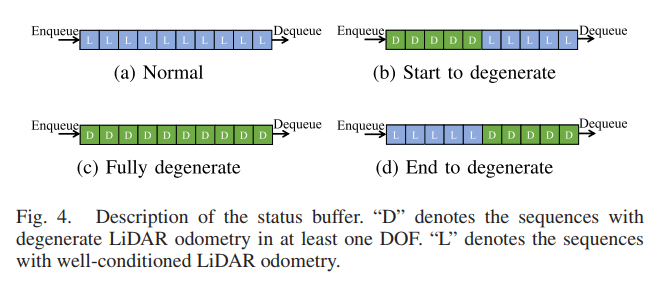 Enqueue L L L L L L L L L L Dequeue
(a) Normal
Enqueue D D D D D L L L L L Dequeue
(b) Start to degenerate
Enqueue D D D D D D D D D D Dequeue
(c) Fully degenerate
Enqueue L L L L L D D D D D Dequeue
(d) End to degenerate
Fig. 4. Description of the status buffer. “D” denotes the sequences with
degenerate LiDAR odometry in at least one DOF. “L” denotes the sequences
with well-conditioned LiDAR odometry.